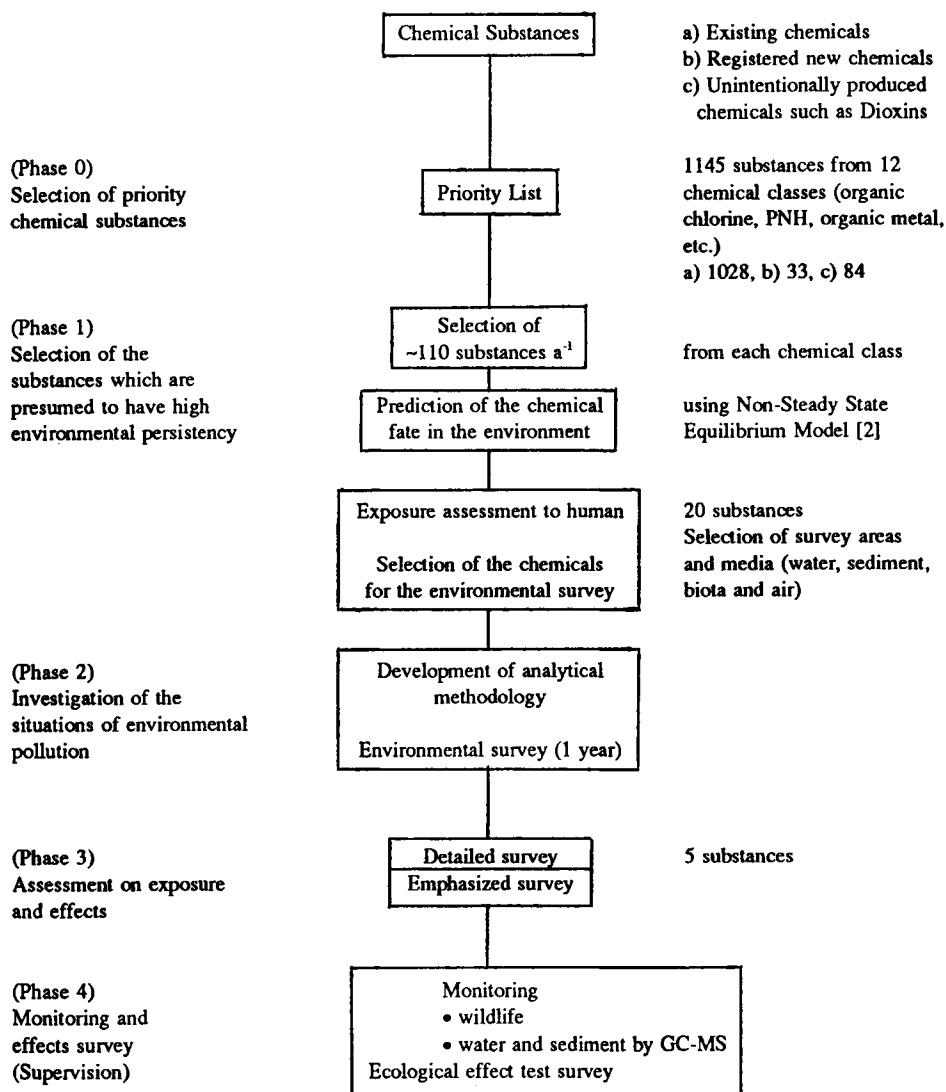 Chemical Substances
a) Existing chemicals
b) Registered new chemicals
c) Unintentionally produced
chemicals such as Dioxins
(Phase 0)
Selection of priority
chemical substances
Priority List
1145 substances from 12
chemical classes (organic
chlorine, PNH, organic metal,
etc.)
a) 1028, b) 33, c) 84
(Phase 1)
Selection of the
substances which are
presumed to have high
environmental persistency
Selection of
~110 substances a⁻¹
from each chemical class
Prediction of the chemical
fate in the environment
using Non-Steady State
Equilibrium Model [2]
Exposure assessment to human
Selection of the chemicals
for the environmental survey
20 substances
Selection of survey areas
and media (water, sediment,
biota and air)
(Phase 2)
Investigation of the
situations of environmental
pollution
Development of analytical
methodology
Environmental survey (1 year)
(Phase 3)
Assessment on exposure
and effects
Detailed survey
Emphasized survey
5 substances
(Phase 4)
Monitoring and
effects survey
(Supervision)
Monitoring
• wildlife
• water and sediment by GC-MS
Ecological effect test survey